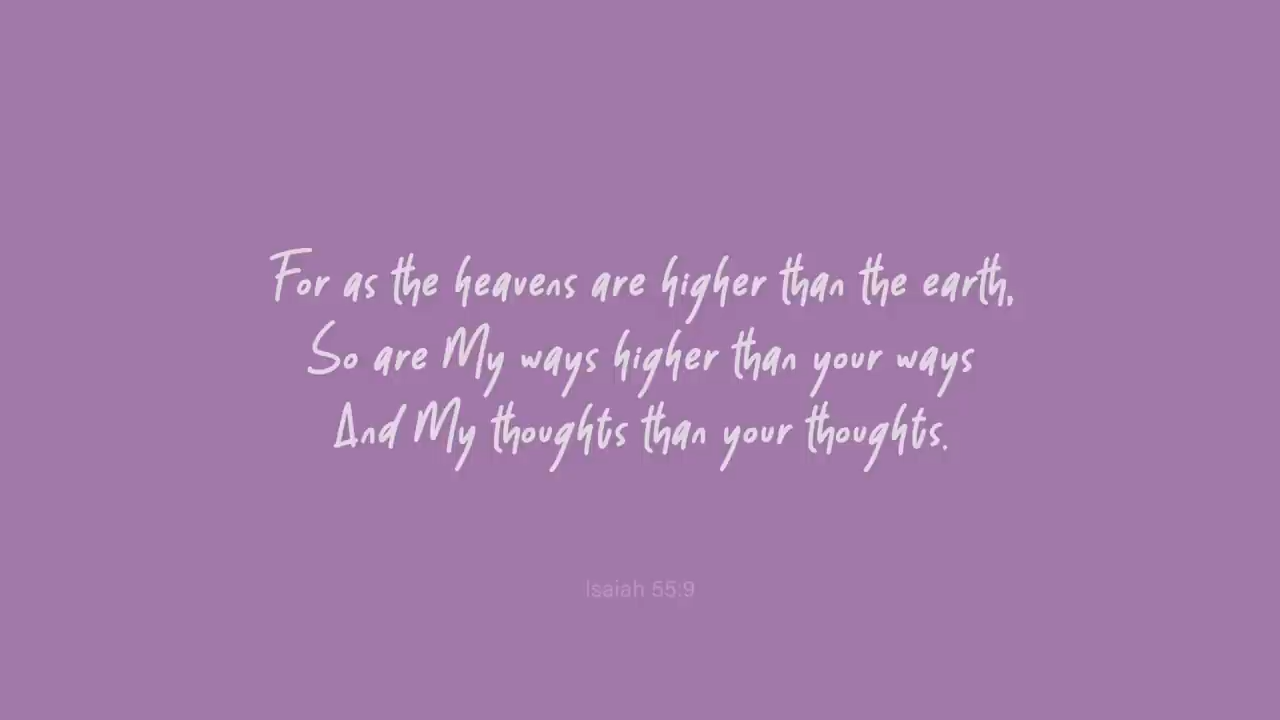 For as the heavens are higher than the earth,
So are My ways higher than your ways
And My thoughts than your thoughts.
Isaiah 55:9